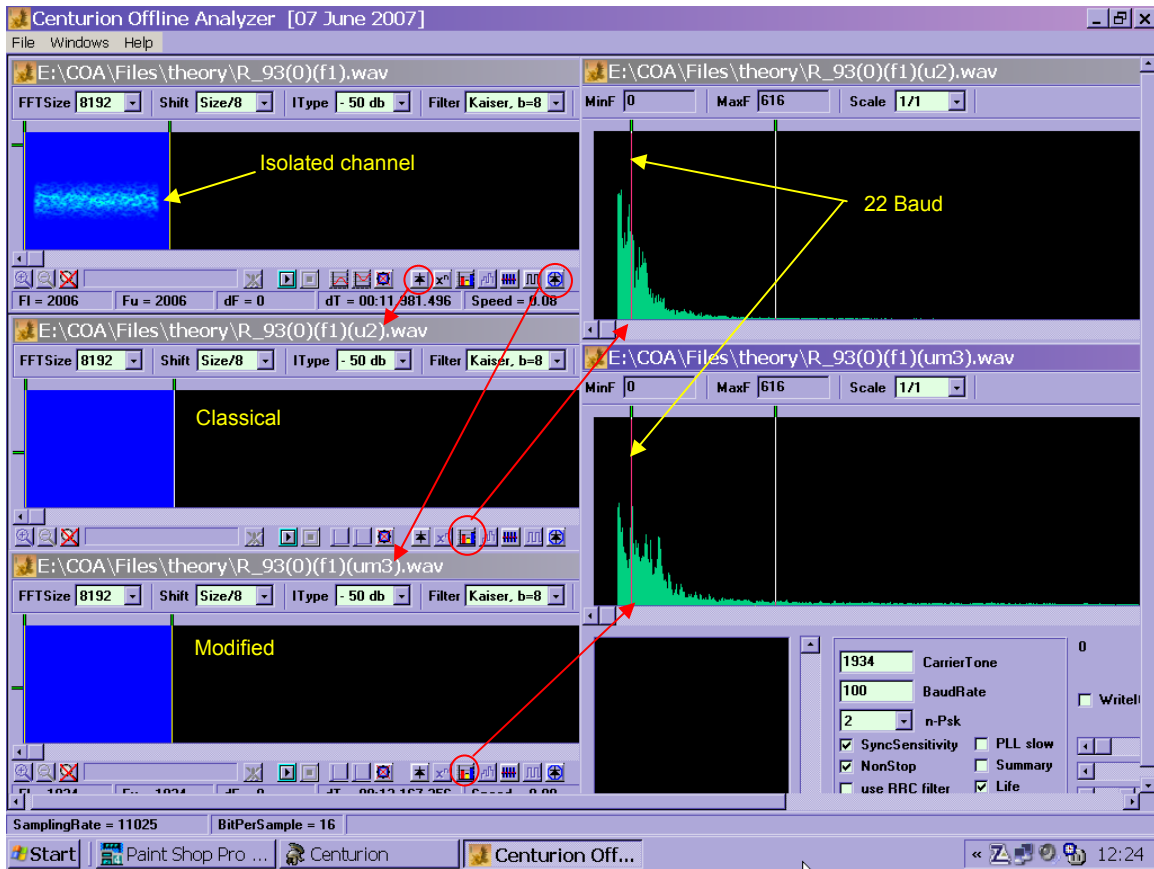 Centurion Offline Analyzer [07 June 2007]
File Windows Help
E:\COA\Files\theory\R_93(0)(f1).wav
FFTSize 8192 Shift Size/8 IType - 50 db Filter Kaiser, b=8
Isolated channel
Fl = 2006 Fu = 2006 dF = 0 dT = 00:11.981.496 Speed = 0.08
E:\COA\Files\theory\R_93(0)(f1)(u2).wav
FFTSize 8192 Shift Size/8 IType - 50 db Filter Kaiser, b=8
Classical
E:\COA\Files\theory\R_93(0)(f1)(um3).wav
FFTSize 8192 Shift Size/8 IType - 50 db Filter Kaiser, b=8
Modified
E:\COA\Files\theory\R_93(0)(f1)(u2).wav
MinF 0 MaxF 616 Scale 1/1
22 Baud
E:\COA\Files\theory\R_93(0)(f1)(um3).wav
MinF 0 MaxF 616 Scale 1/1
1934 CarrierTone
100 BaudRate
2 n-Psk
SyncSensitivity PLL slow
NonStop Summary
use RRC filter Life
0
SamplingRate = 11025 BitPerSample = 16
Start Paint Shop Pro ... Centurion Centurion Off... « 12:24